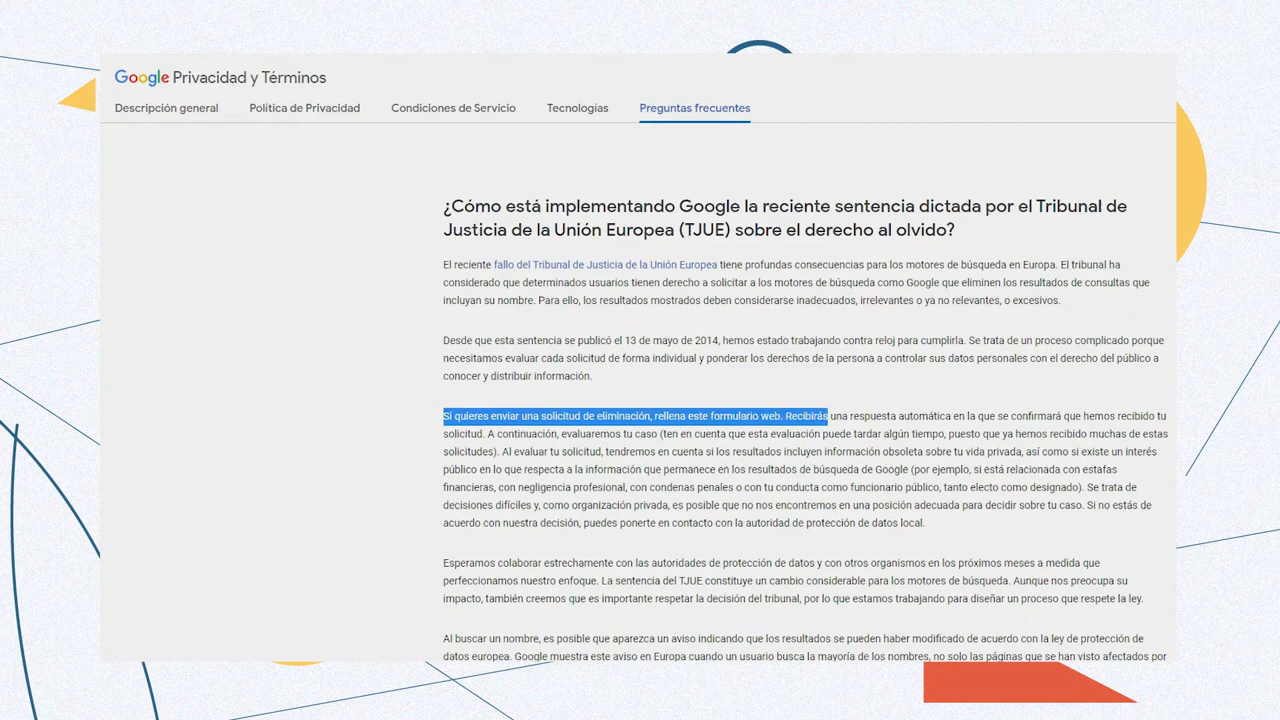 Google Privacidad y Términos
Descripción general Política de Privacidad Condiciones de Servicio Tecnologías Preguntas frecuentes
¿Cómo está implementando Google la reciente sentencia dictada por el Tribunal de
Justicia de la Unión Europea (TJUE) sobre el derecho al olvido?
El reciente fallo del Tribunal de Justicia de la Unión Europea tiene profundas consecuencias para los motores de búsqueda en Europa. El tribunal ha
considerado que determinados usuarios tienen derecho a solicitar a los motores de búsqueda como Google que eliminen los resultados de consultas que
incluyan su nombre. Para ello, los resultados mostrados deben considerarse inadecuados, irrelevantes o ya no relevantes, o excesivos.
Desde que esta sentencia se publicó el 13 de mayo de 2014, hemos estado trabajando contra reloj para cumplirla. Se trata de un proceso complicado porque
necesitamos evaluar cada solicitud de forma individual y ponderar los derechos de la persona a controlar sus datos personales con el derecho del público a
conocer y distribuir información.
Si quieres enviar una solicitud de eliminación, rellena este formulario web. Recibirás una respuesta automática en la que se confirmará que hemos recibido tu
solicitud. A continuación, evaluaremos tu caso (ten en cuenta que esta evaluación puede tardar algún tiempo, puesto que ya hemos recibido muchas de estas
solicitudes). Al evaluar tu solicitud, tendremos en cuenta si los resultados incluyen información obsoleta sobre tu vida privada, así como si existe un interés
público en lo que respecta a la información que permanece en los resultados de búsqueda de Google (por ejemplo, si está relacionada con estafas
financieras, con negligencia profesional, con condenas penales o con tu conducta como funcionario público, tanto electo como designado). Se trata de
decisiones difíciles y, como organización privada, es posible que no nos encontremos en una posición adecuada para decidir sobre tu caso. Si no estás de
acuerdo con nuestra decisión, puedes ponerte en contacto con la autoridad de protección de datos local.
Esperamos colaborar estrechamente con las autoridades de protección de datos y con otros organismos en los próximos meses a medida que
perfeccionamos nuestro enfoque. La sentencia del TJUE constituye un cambio considerable para los motores de búsqueda. Aunque nos preocupa su
impacto, también creemos que es importante respetar la decisión del tribunal, por lo que estamos trabajando para diseñar un proceso que respete la ley.
Al buscar un nombre, es posible que aparezca un aviso indicando que los resultados se pueden haber modificado de acuerdo con la ley de protección de
datos europea. Google muestra este aviso en Europa cuando un usuario busca la mayoría de los nombres, no solo las páginas que se han visto afectados por